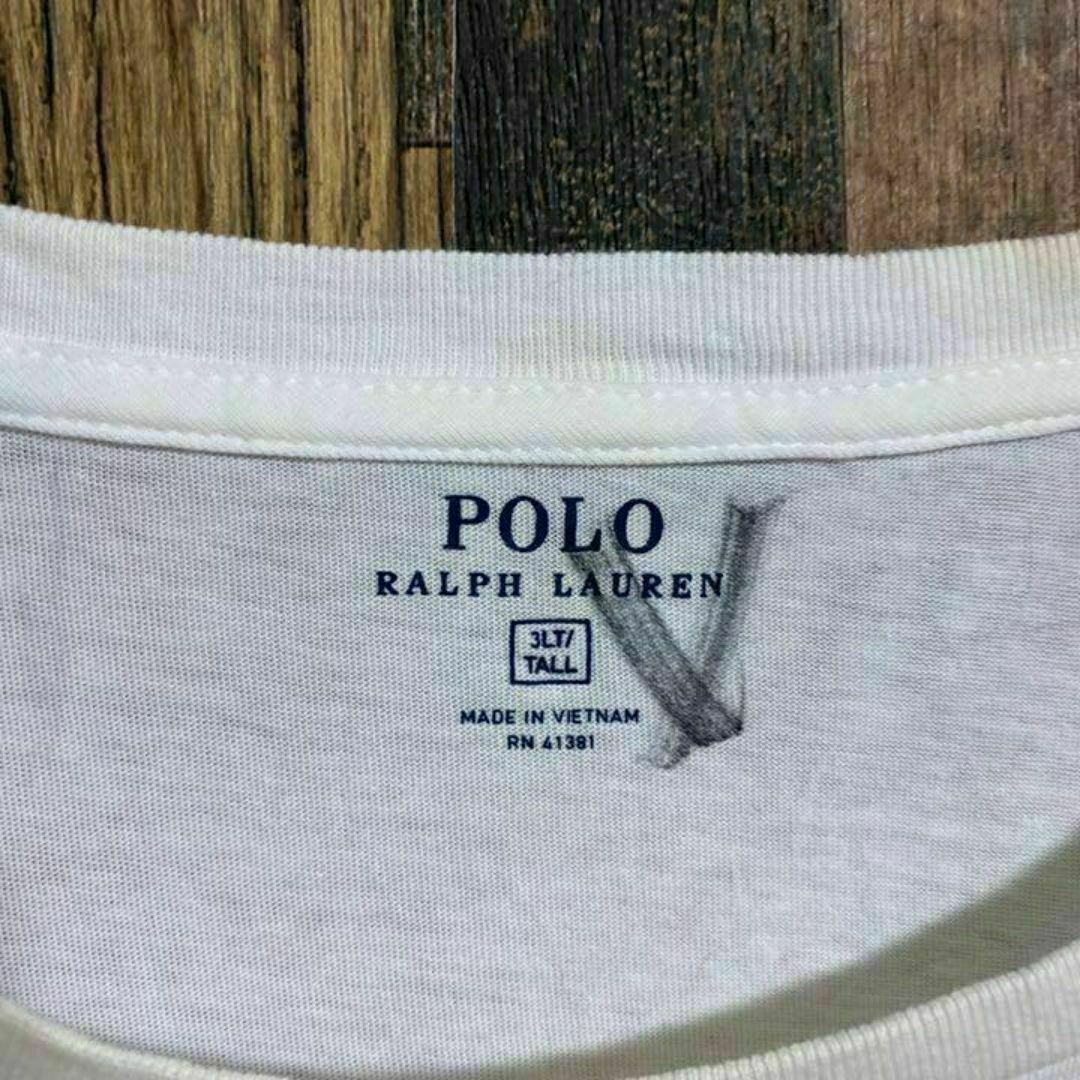 POLO
RALPH LAUREN
3LT/
TALL
MADE IN VIETNAM
RN 41381
V